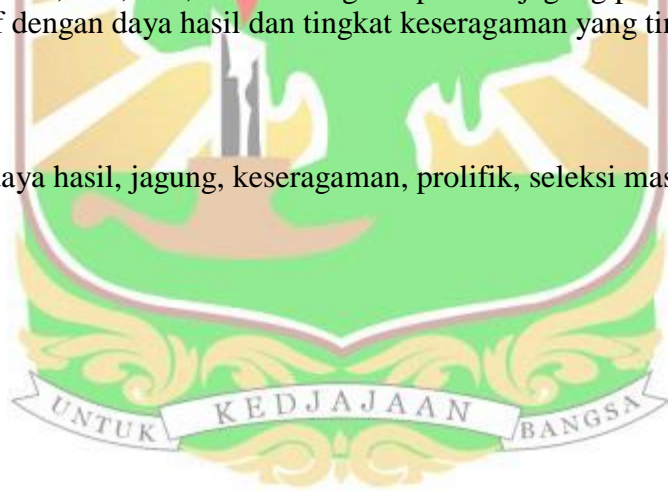 f dengan daya hasil dan tingkat keseragaman yang tin
aya hasil, jagung, keseragaman, prolifik, seleksi mas
UNTUK KEDJAJAAN BANGSA